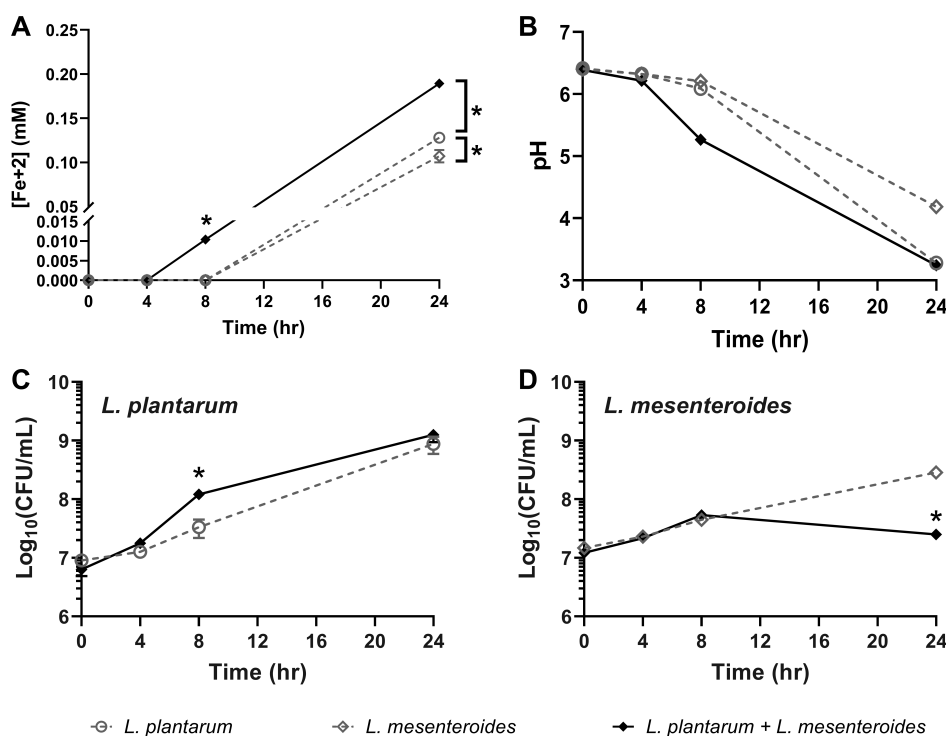 A
[Fe+2] (mM)
0.25
0.20
0.15
0.10
0.05
0.015
0.010
0.005
0.000
*
*
*
0 4 8 12 16 20 24
Time (hr)
B
pH
7
6
5
4
3
0 4 8 12 16 20 24
Time (hr)
C
L. plantarum
Log10(CFU/mL)
10
9
8
7
6
*
0 4 8 12 16 20 24
Time (hr)
D
L. mesenteroides
Log10(CFU/mL)
10
9
8
7
6
*
0 4 8 12 16 20 24
Time (hr)
L. plantarum L. mesenteroides L. plantarum + L. mesenteroides